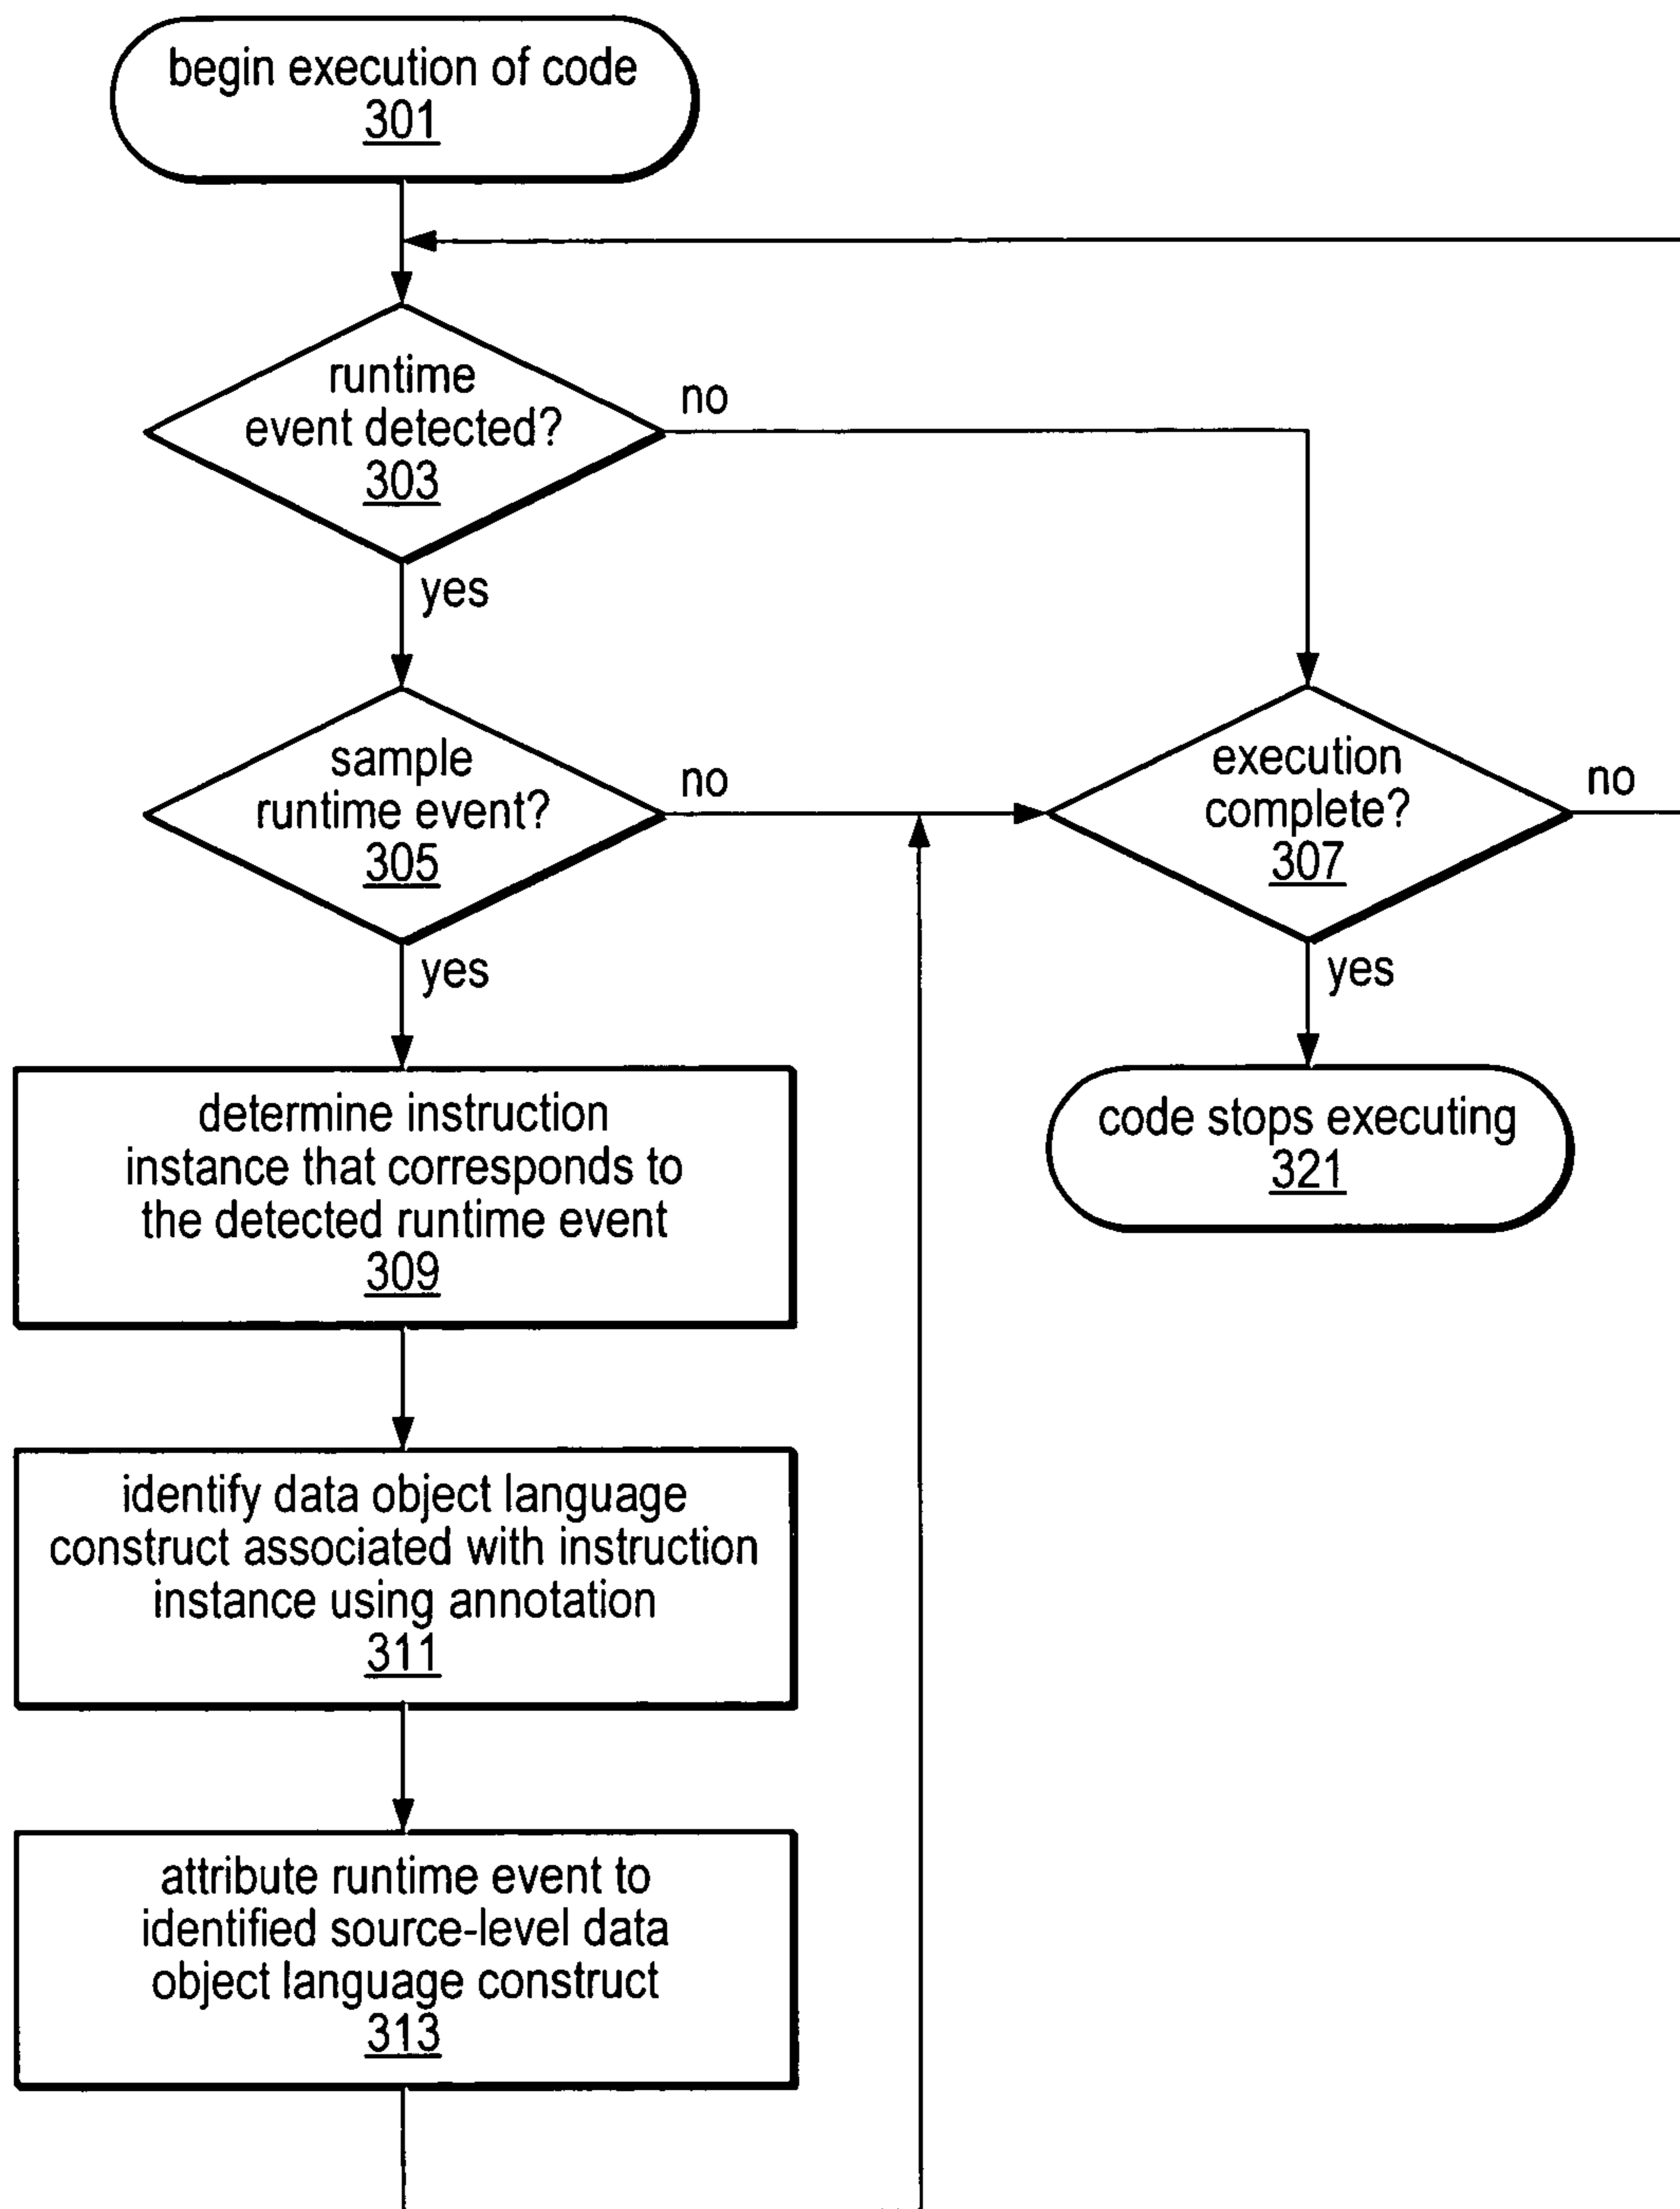 begin execution of code
301
runtime
event detected?
303
no
yes
sample
runtime event?
305
no
yes
execution
complete?
307
no
yes
determine instruction
instance that corresponds to
the detected runtime event
309
code stops executing
321
identify data object language
construct associated with instruction
instance using annotation
311
attribute runtime event to
identified source-level data
object language construct
313